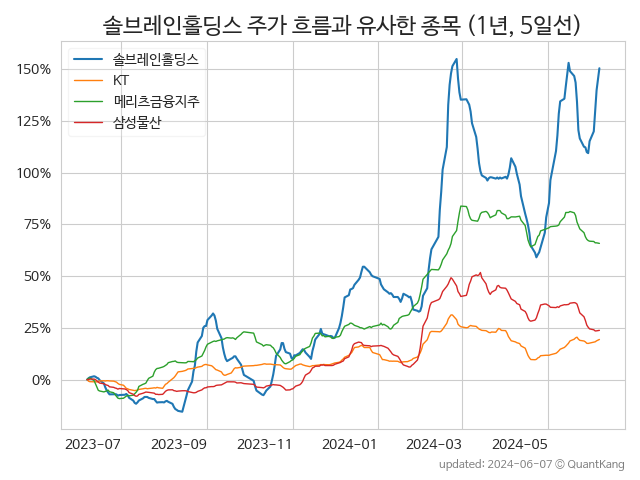 솔브레인홀딩스 주가 흐름과 유사한 종목 (1년, 5일선)
솔브레인홀딩스
KT
메리츠금융지주
삼성물산
150%
125%
100%
75%
50%
25%
0%
2023-07 2023-09 2023-11 2024-01 2024-03 2024-05
updated: 2024-06-07 © QuantKang